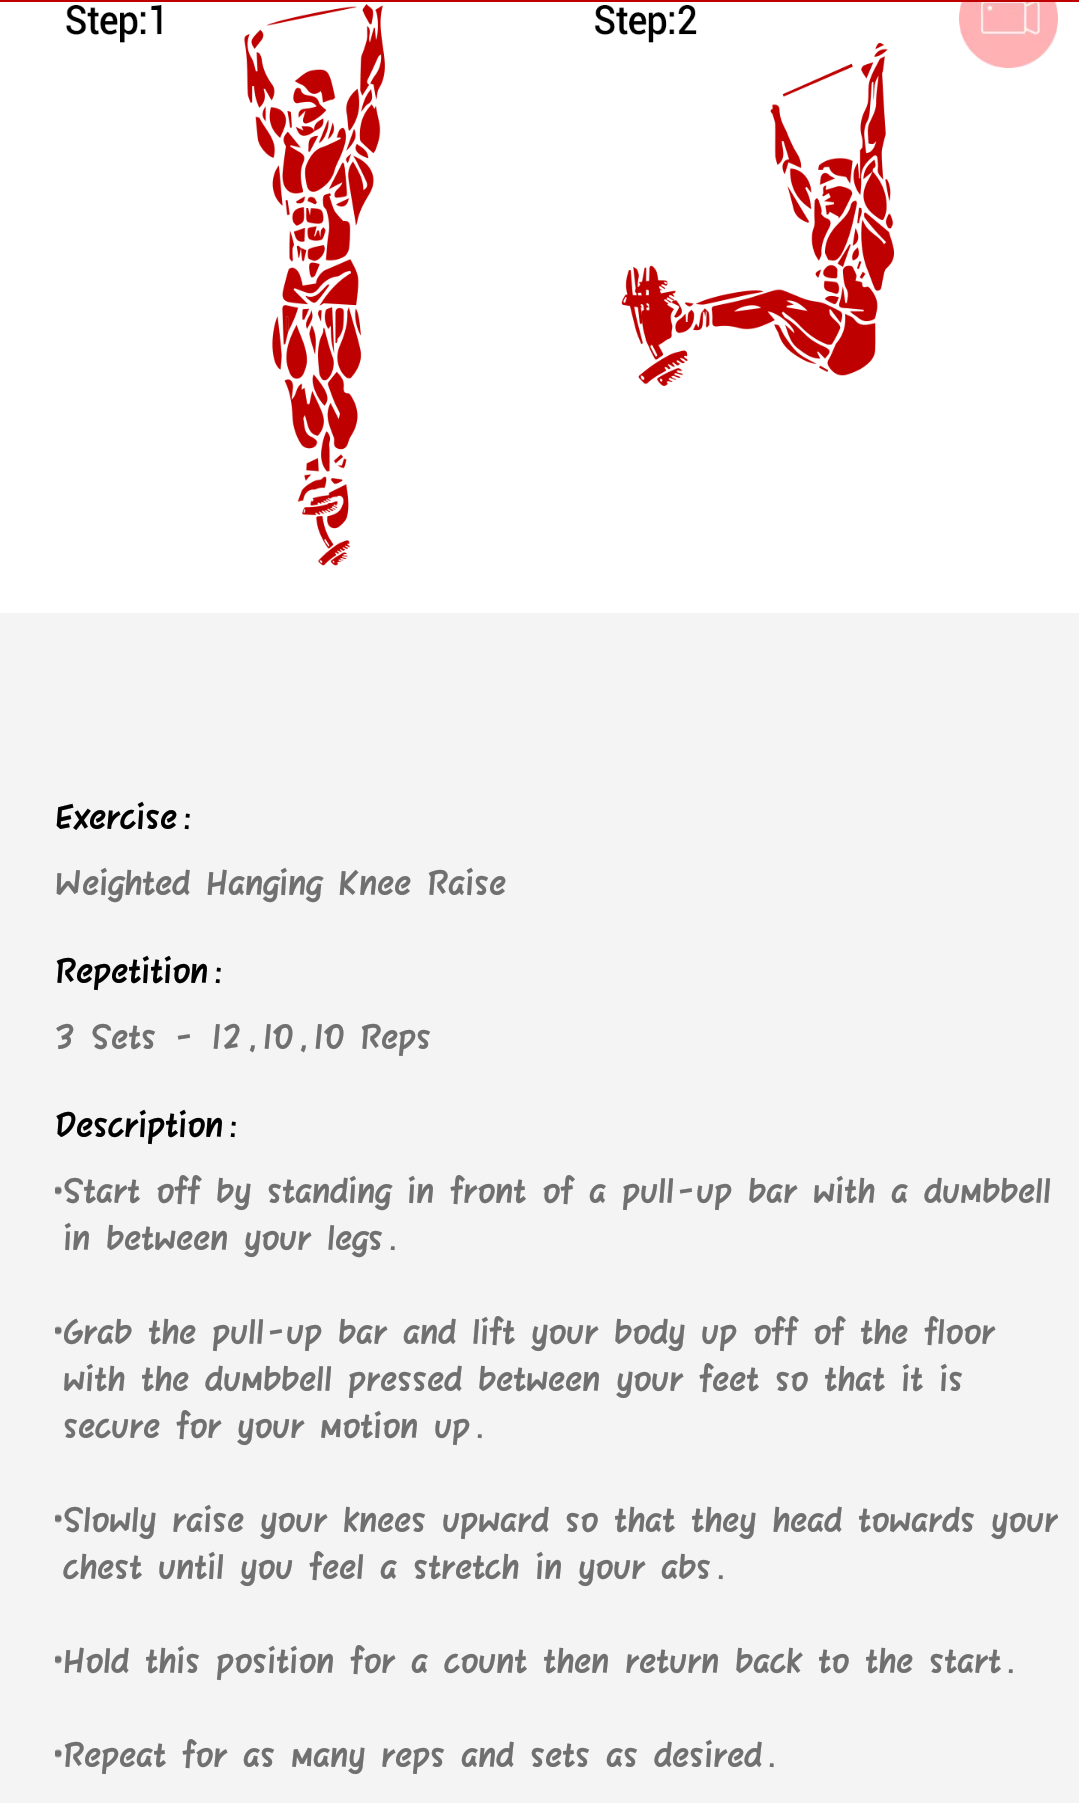 Step:1
Step:2
Exercise:
Weighted Hanging Knee Raise
Repetition:
3 Sets - 12,10,10 Reps
Description:
•Start off by standing in front of a pull-up bar with a dumbbell
in between your legs.
•Grab the pull-up bar and lift your body up off of the floor
with the dumbbell pressed between your feet so that it is
secure for your motion up.
•Slowly raise your knees upward so that they head towards your
chest until you feel a stretch in your abs.
•Hold this position for a count then return back to the start.
•Repeat for as many reps and sets as desired.